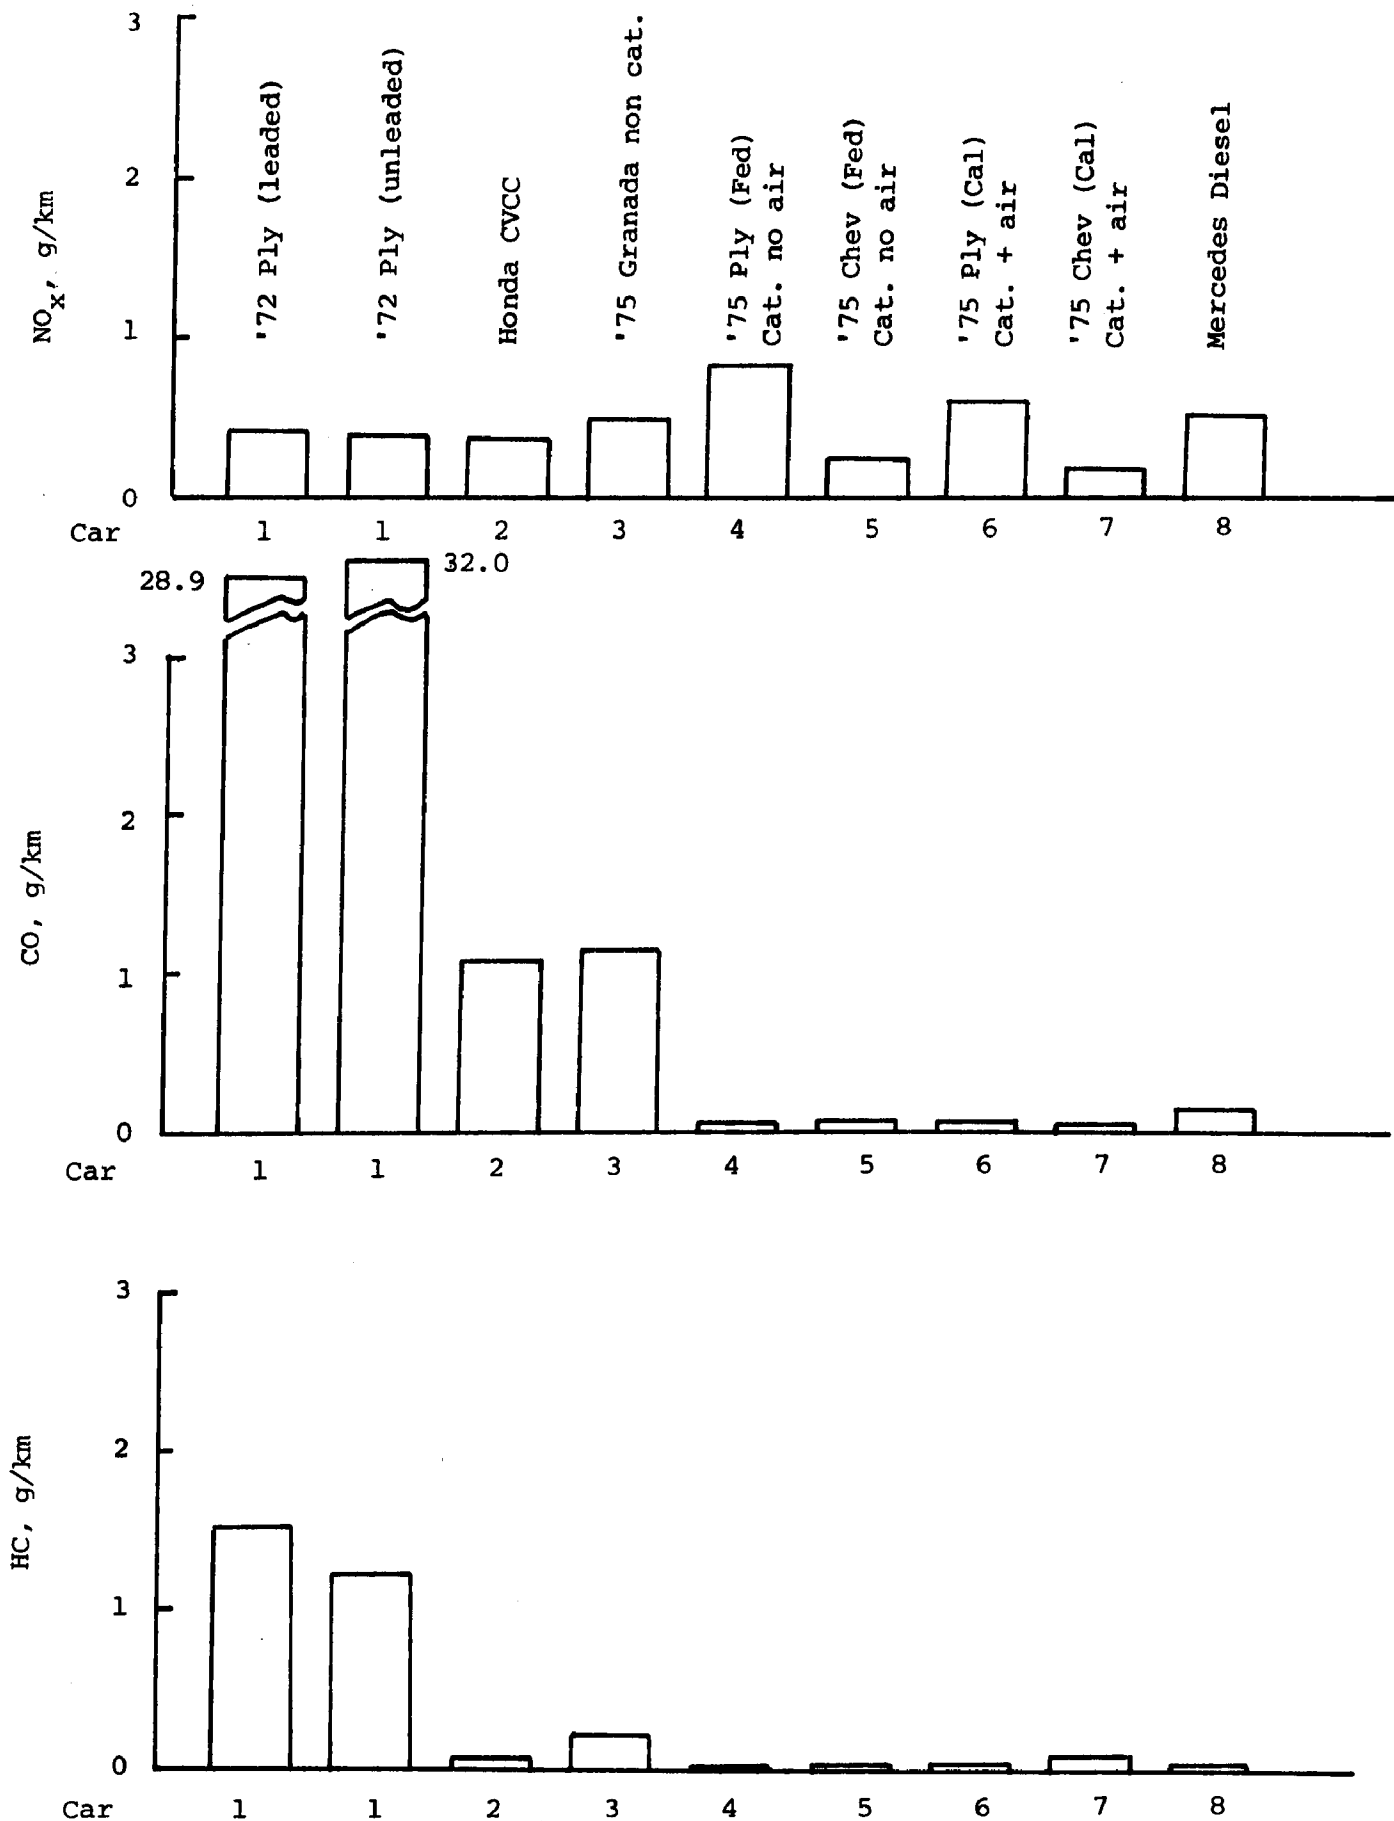 3
2
1
0
NOx, g/km
'72 Ply (leaded)
'72 Ply (unleaded)
Honda CVCC
'75 Granada non cat.
'75 Ply (Fed)
Cat. no air
'75 Chev (Fed)
Cat. no air
'75 Ply (Cal)
Cat. + air
'75 Chev (Cal)
Cat. + air
Mercedes Diesel
Car 1 1 2 3 4 5 6 7 8
28.9
32.0
3
2
1
0
CO, g/km
Car 1 1 2 3 4 5 6 7 8
3
2
1
0
HC, g/km
Car 1 1 2 3 4 5 6 7 8